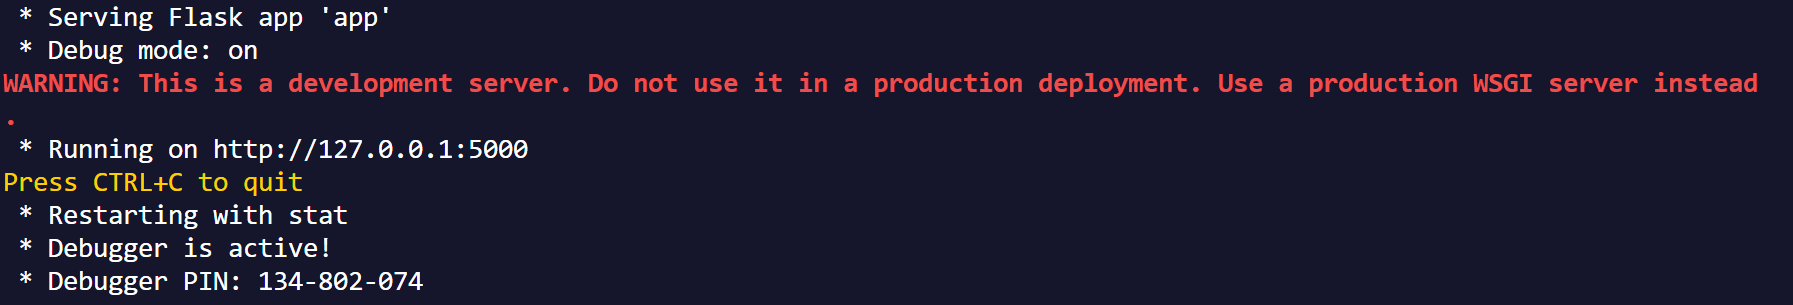 * Serving Flask app 'app'
* Debug mode: on
WARNING: This is a development server. Do not use it in a production deployment. Use a production WSGI server instead
.
* Running on http://127.0.0.1:5000
Press CTRL+C to quit
* Restarting with stat
* Debugger is active!
* Debugger PIN: 134-802-074